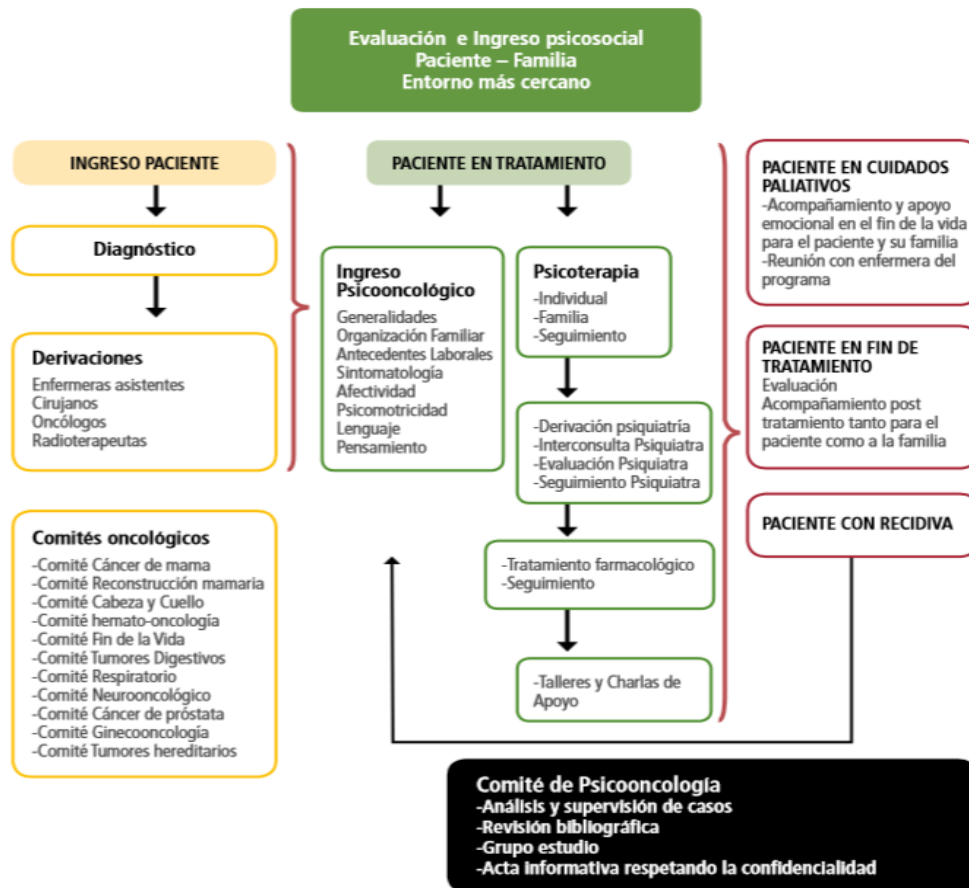 Evaluación e Ingreso psicosocial
Paciente – Familia
Entorno más cercano
INGRESO PACIENTE
Diagnóstico
Derivaciones
Enfermeras asistentes
Cirujanos
Oncólogos
Radioterapeutas
Comités oncológicos
-Comité Cáncer de mama
-Comité Reconstrucción mamaria
-Comité Cabeza y Cuello
-Comité hemato-oncología
-Comité Fin de la Vida
-Comité Tumores Digestivos
-Comité Respiratorio
-Comité Neurooncológico
-Comité Cáncer de próstata
-Comité Ginecooncología
-Comité Tumores hereditarios
PACIENTE EN TRATAMIENTO
Ingreso
Psicooncológico
Generalidades
Organización Familiar
Antecedentes Laborales
Sintomatología
Afectividad
Psicomotricidad
Lenguaje
Pensamiento
Psicoterapia
-Individual
-Familia
-Seguimiento
-Derivación psiquiatría
-Interconsulta Psiquiatra
-Evaluación Psiquiatra
-Seguimiento Psiquiatra
-Tratamiento farmacológico
-Seguimiento
-Talleres y Charlas de
Apoyo
PACIENTE EN CUIDADOS
PALIATIVOS
-Acompañamiento y apoyo
emocional en el fin de la vida
para el paciente y su familia
-Reunión con enfermera del
programa
PACIENTE EN FIN DE
TRATAMIENTO
Evaluación
Acompañamiento post
tratamiento tanto para el
paciente como a la familia
PACIENTE CON RECIDIVA
Comité de Psicooncología
-Análisis y supervisión de casos
-Revisión bibliográfica
-Grupo estudio
-Acta informativa respetando la confidencialidad